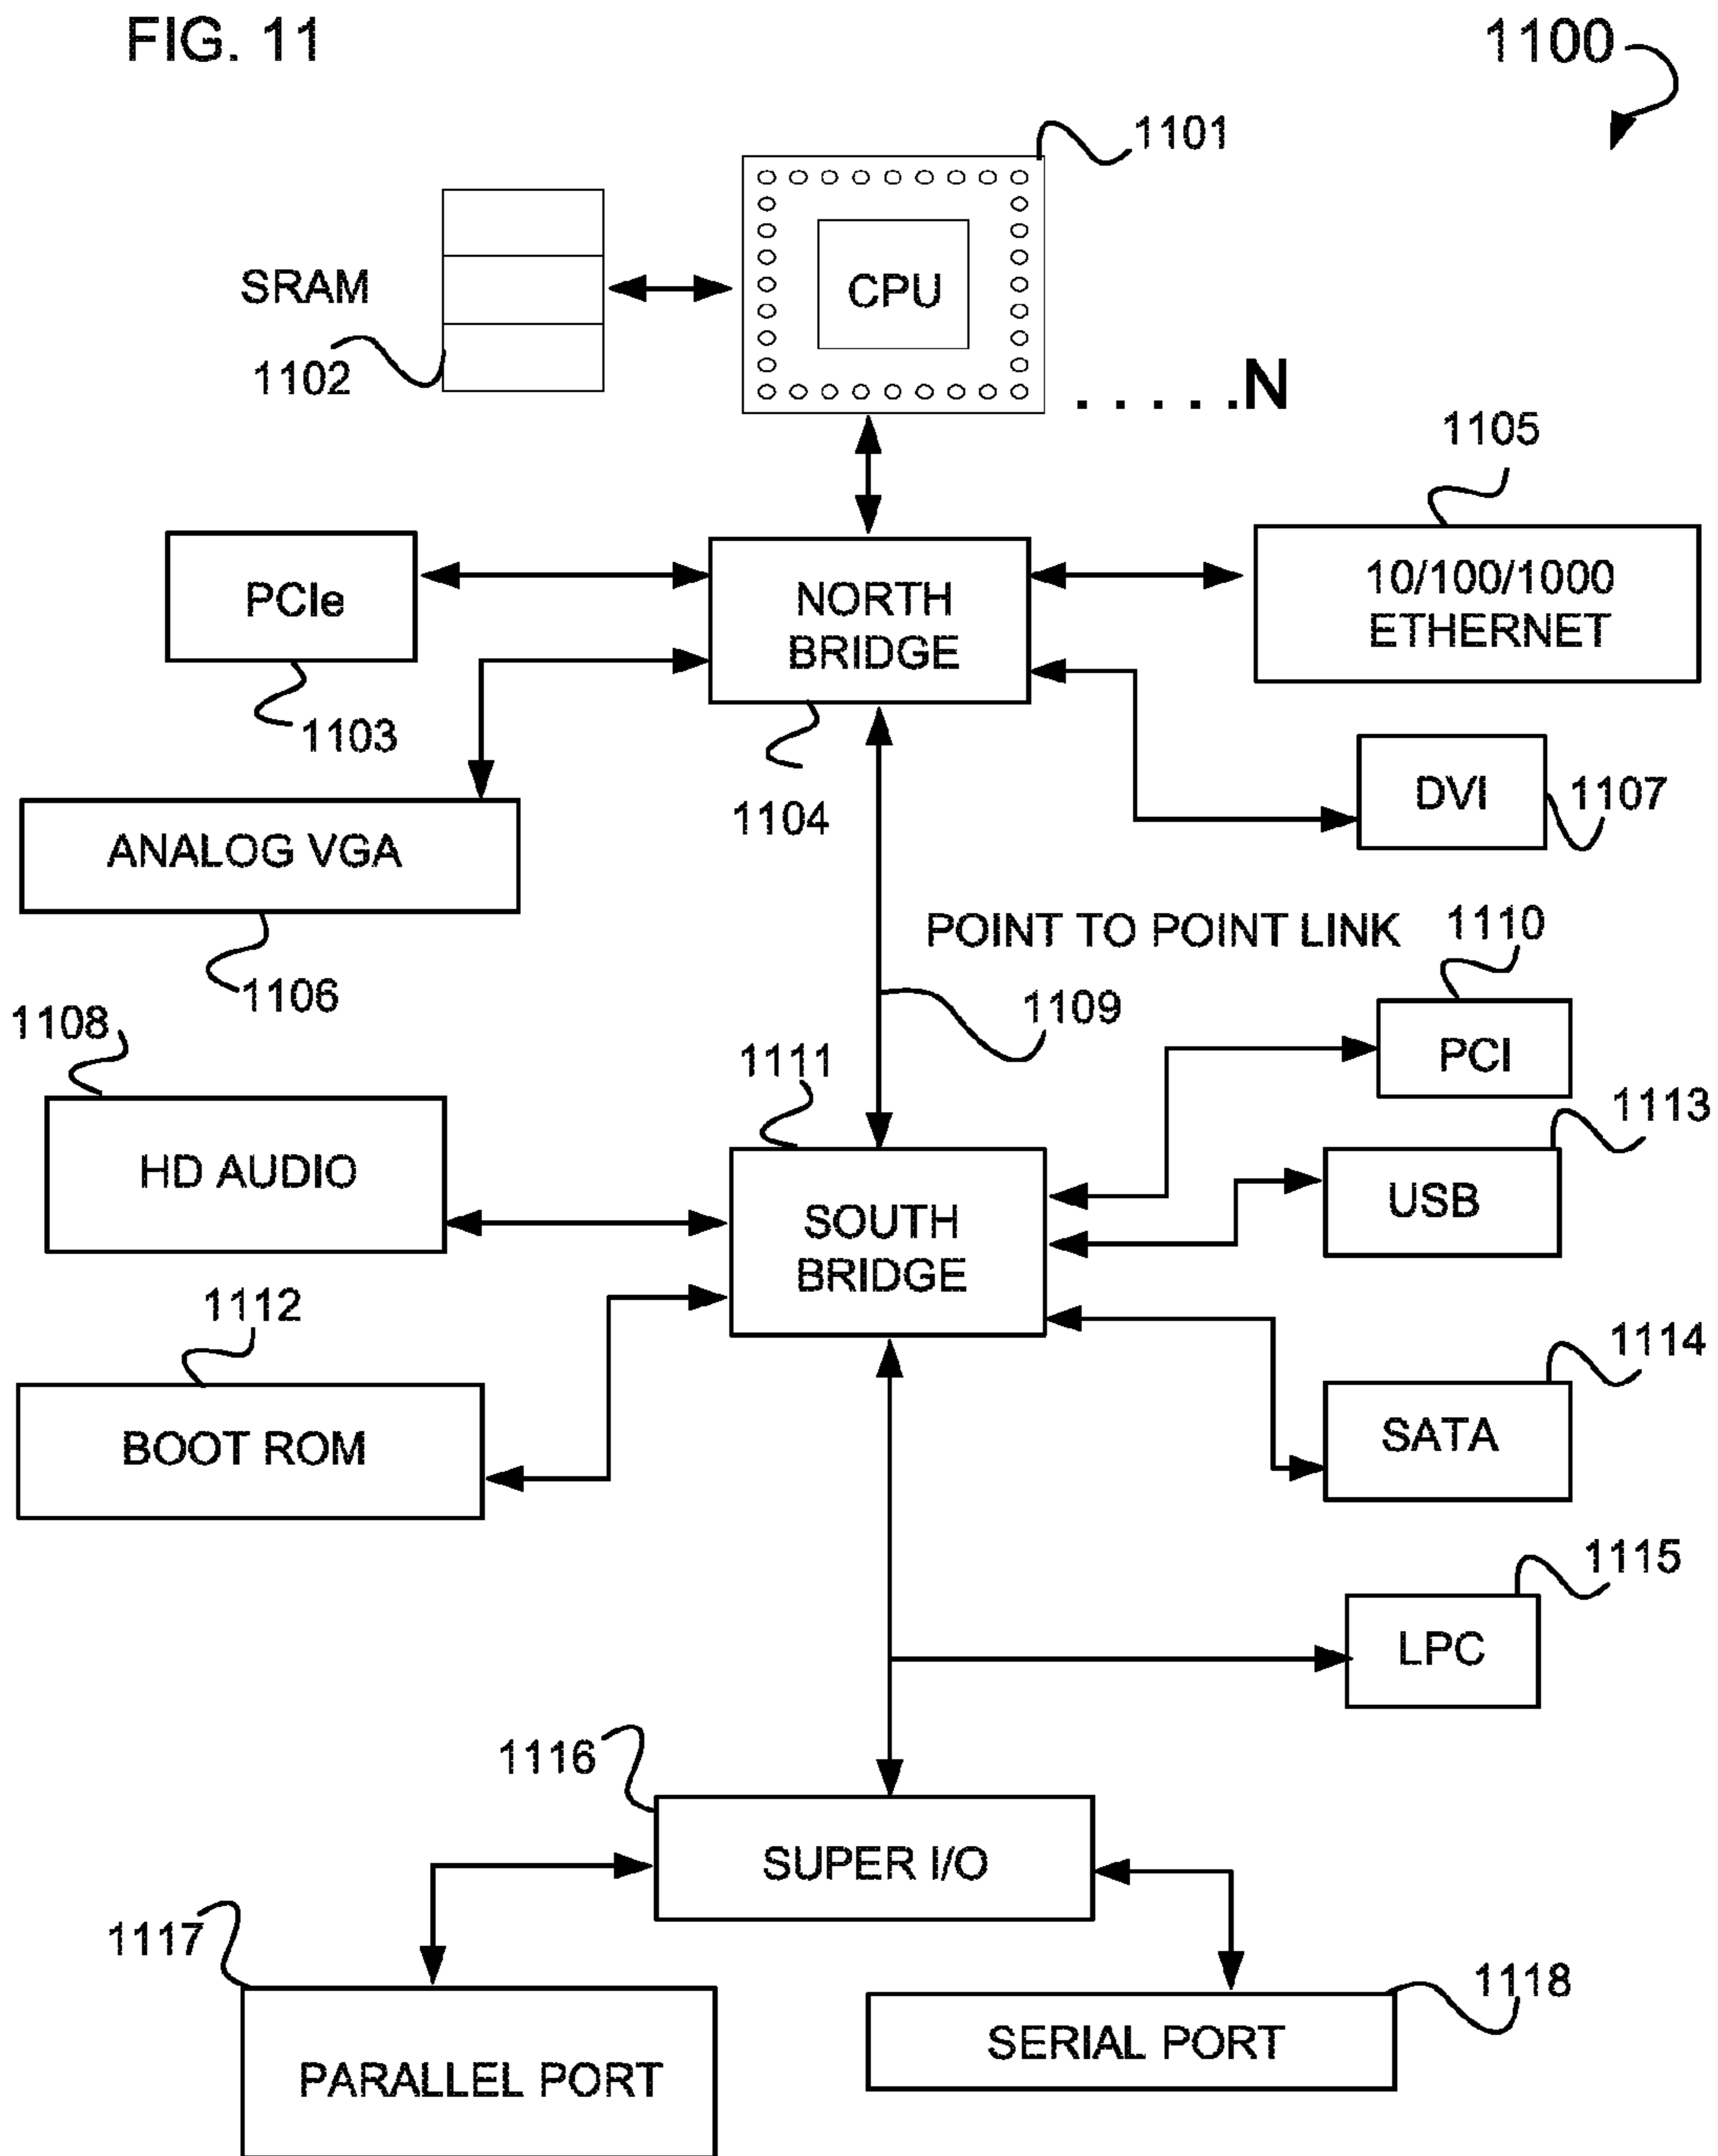 FIG. 11
1100
1101
SRAM
CPU
1102
. . . . .N
1105
PCIe
NORTH
BRIDGE
10/100/1000
ETHERNET
1103
1104
DVI
1107
ANALOG VGA
POINT TO POINT LINK
1110
1106
1109
1108
1111
PCI
1113
HD AUDIO
USB
SOUTH
BRIDGE
1112
1114
BOOT ROM
SATA
1115
LPC
1116
SUPER I/O
1117
1118
SERIAL PORT
PARALLEL PORT